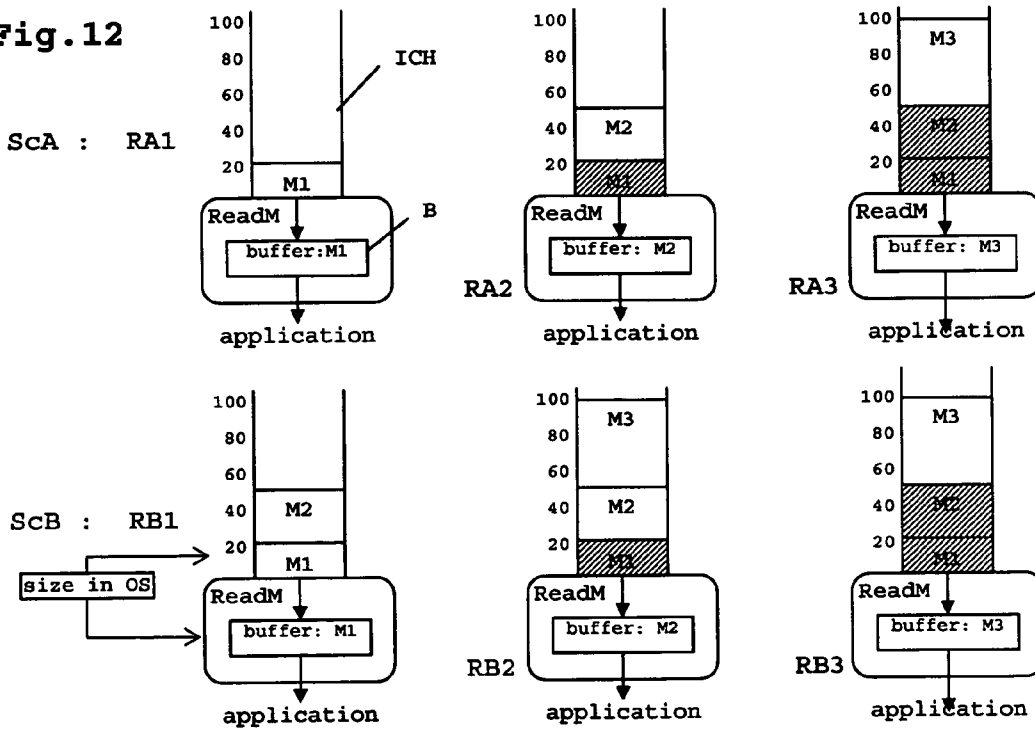 Fig.12
ScA : RA1
100
80
60
40
20
ICH
M1
ReadM
buffer:M1
B
application
100
80
60
40
20
M2
M1
ReadM
buffer: M2
RA2
application
100
80
60
40
20
M3
M2
M1
ReadM
buffer: M3
RA3
application
ScB : RB1
size in OS
100
80
60
40
20
M2
M1
ReadM
buffer: M1
application
100
80
60
40
20
M3
M2
M1
ReadM
buffer: M2
RB2
application
100
80
60
40
20
M3
M2
M1
ReadM
buffer: M3
RB3
application